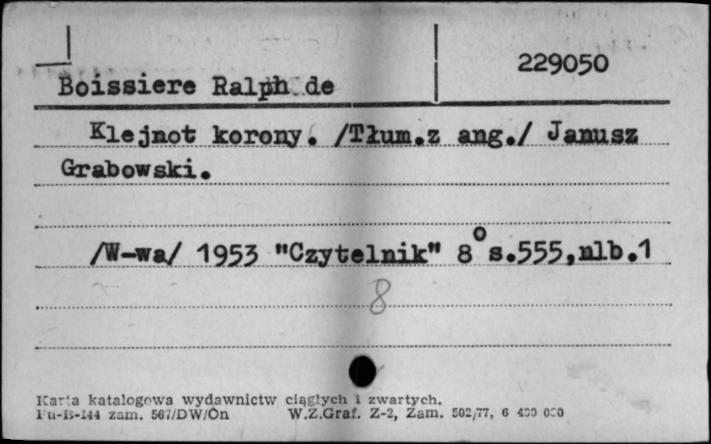 229050
Boissiere Ralph de
Klejnot korony. /Tłum.z ang./ Janusz
Grabowski.
/W-wa/ 1953 "Czytelnik" 8° s.555,nlb.1
8
Karta katalogowa wydawnictw ciągłych i zwartych.
Pu-B-144 zam. 567/DW/On W.Z.Graf. Z-2, Zam. 502/77, 6 400 000